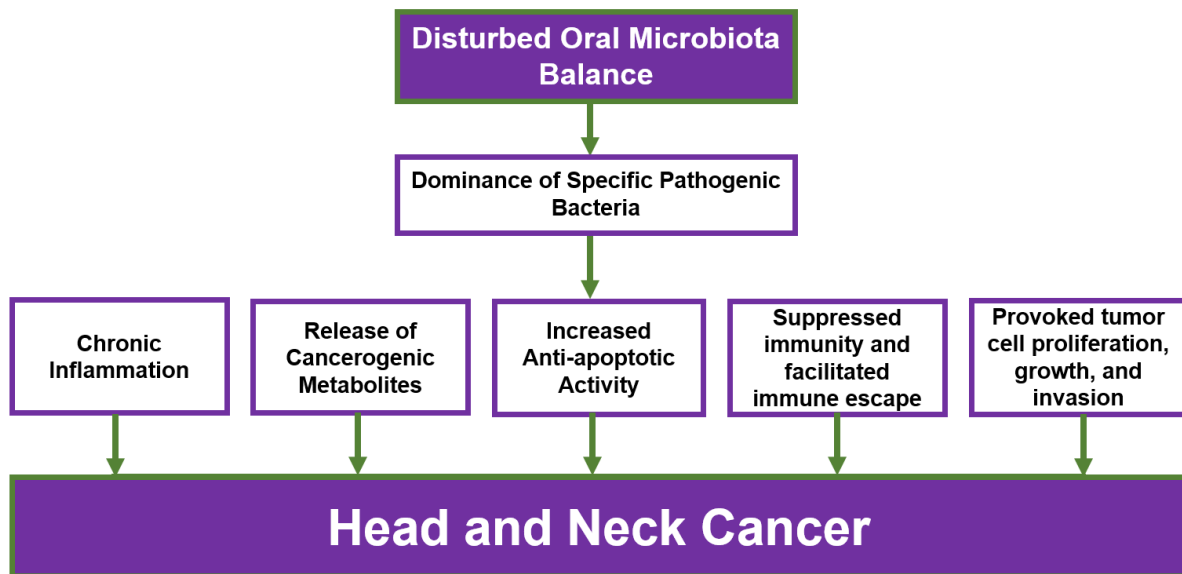 Disturbed Oral Microbiota
Balance
Dominance of Specific Pathogenic
Bacteria
Chronic
Inflammation
Release of
Cancerogenic
Metabolites
Increased
Anti-apoptotic
Activity
Suppressed
immunity and
facilitated
immune escape
Provoked tumor
cell proliferation,
growth, and
invasion
Head and Neck Cancer